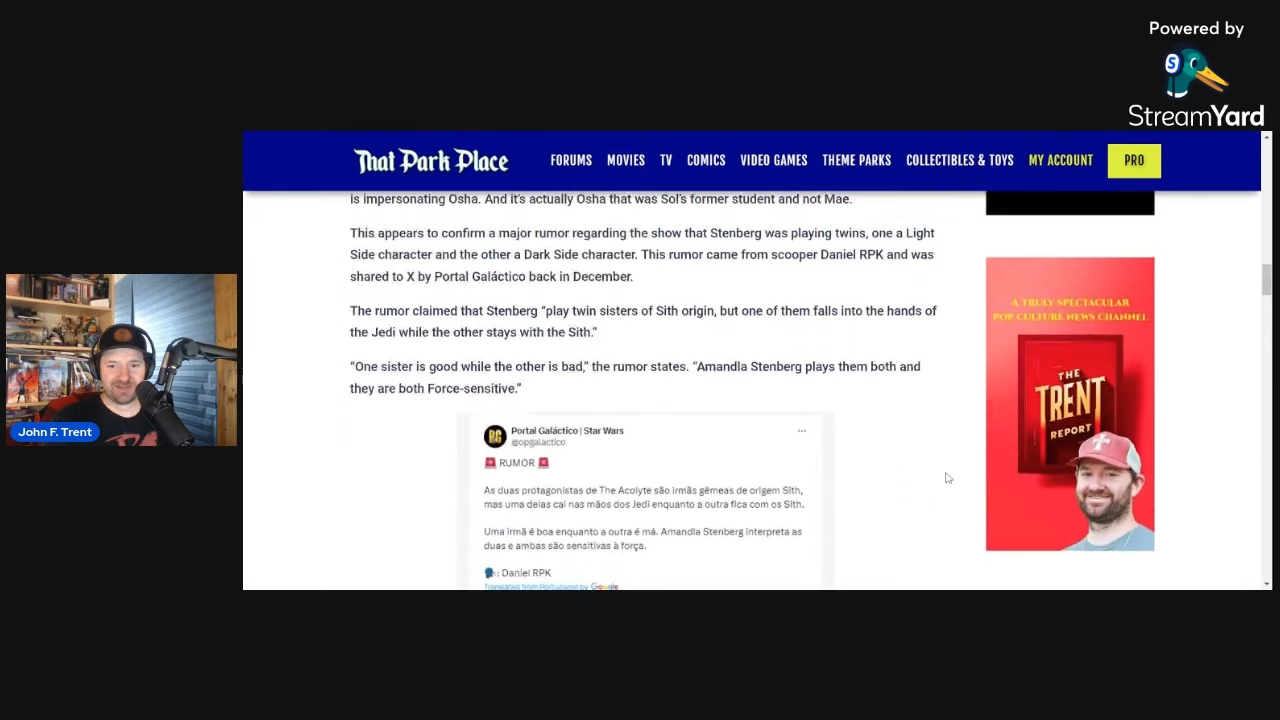 Powered by
StreamYard
That Park Place
FORUMS MOVIES TV COMICS VIDEO GAMES THEME PARKS COLLECTIBLES & TOYS MY ACCOUNT PRO
is impersonating Osha. And it's actually Osha that was Sol's former student and not Mae.
This appears to confirm a major rumor regarding the show that Stenberg was playing twins, one a Light
Side character and the other a Dark Side character. This rumor came from scooper Daniel RPK and was
shared to X by Portal Galáctico back in December.
The rumor claimed that Stenberg “play twin sisters of Sith origin, but one of them falls into the hands of
the Jedi while the other stays with the Sith.”
“One sister is good while the other is bad,” the rumor states. “Amandla Stenberg plays them both and
they are both Force-sensitive.”
Portal Galáctico | Star Wars
@opgalactico
RUMOR
As duas protagonistas de The Acolyte são irmãs gêmeas de origem Sith,
mas uma delas cai nas mãos dos Jedi enquanto a outra fica com os Sith.
Uma irmã é boa enquanto a outra é má. Amandla Stenberg interpreta as
duas e ambas são sensitivas à força.
: Daniel RPK
Translated from Portuguese by Google
A TRULY SPECTACULAR
POP CULTURE NEWS CHANNEL
THE
TRENT
REPORT
John F. Trent